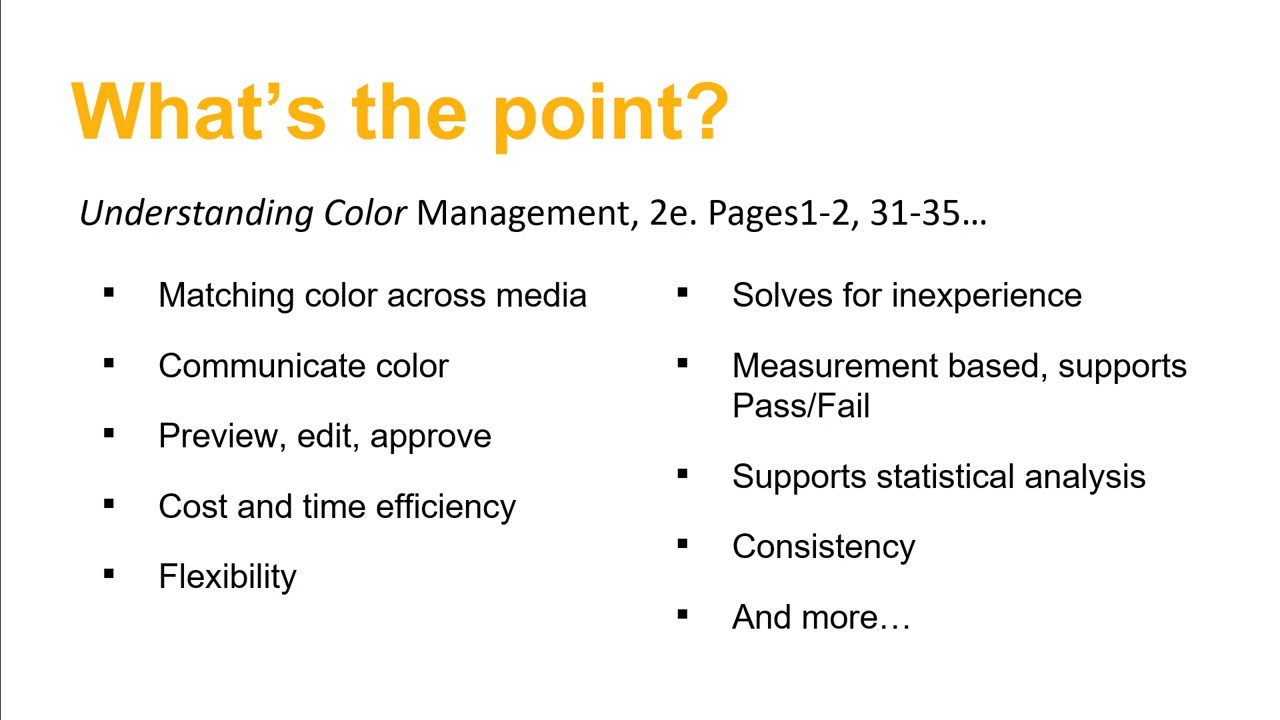 What’s the point?
Understanding Color Management, 2e. Pages1-2, 31-35…
▪ Matching color across media
▪ Communicate color
▪ Preview, edit, approve
▪ Cost and time efficiency
▪ Flexibility
▪ Solves for inexperience
▪ Measurement based, supports
Pass/Fail
▪ Supports statistical analysis
▪ Consistency
▪ And more…